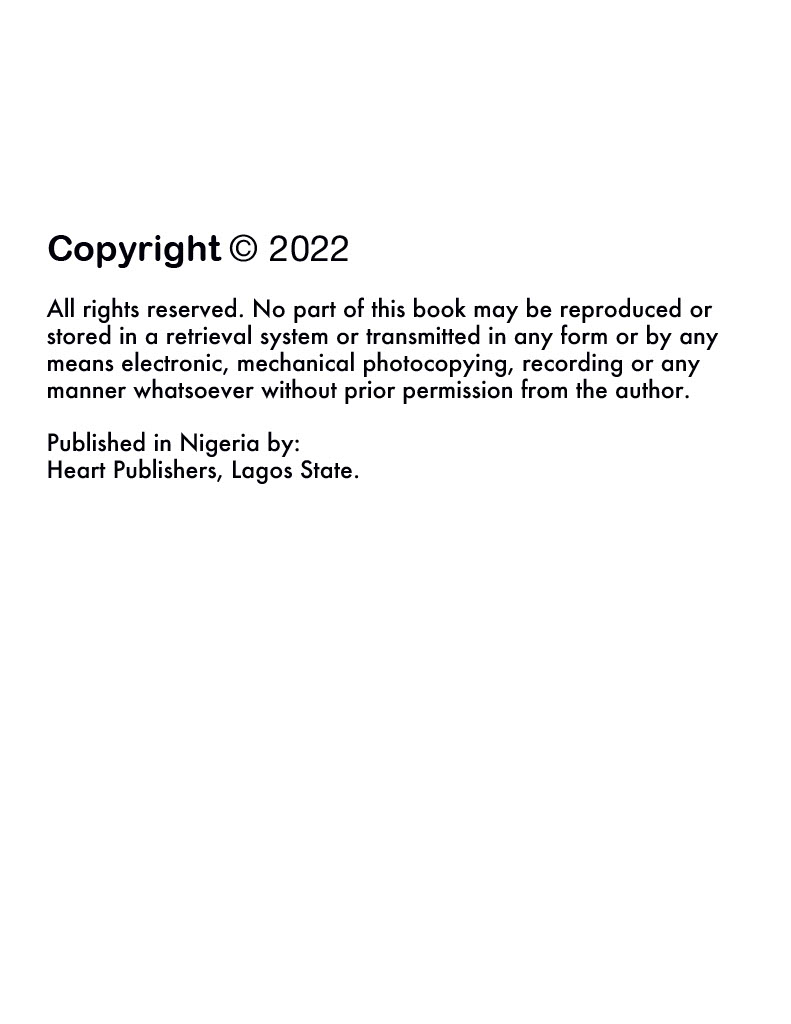 Copyright © 2022
All rights reserved. No part of this book may be reproduced or
stored in a retrieval system or transmitted in any form or by any
means electronic, mechanical photocopying, recording or any
manner whatsoever without prior permission from the author.
Published in Nigeria by:
Heart Publishers, Lagos State.